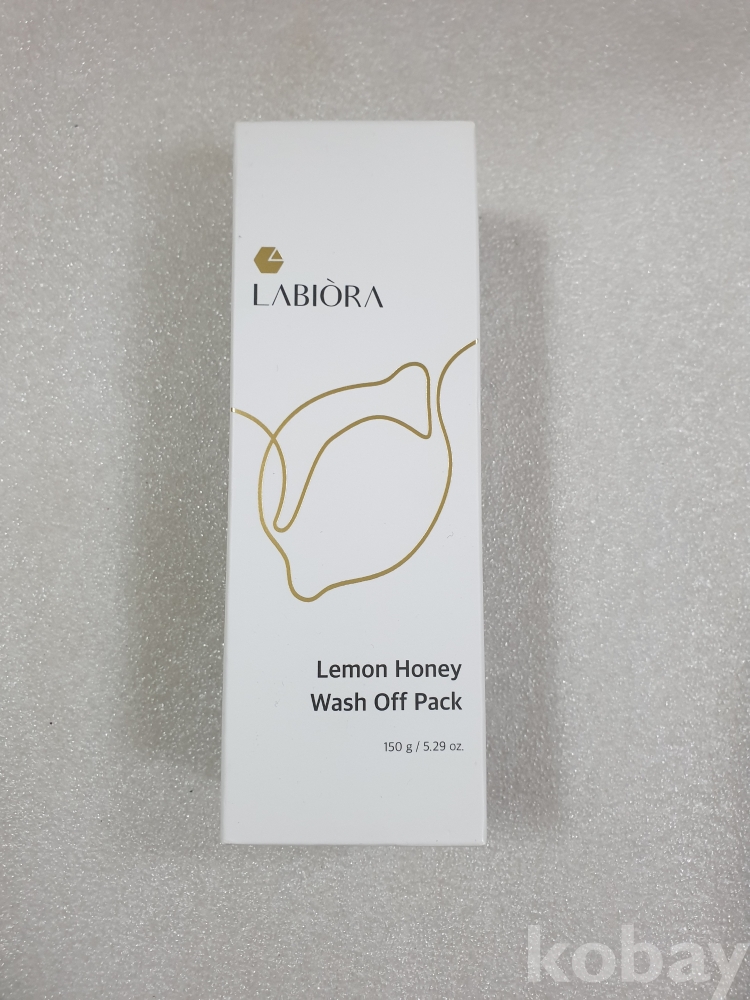 LABIÒRA
Lemon Honey
Wash Off Pack
150 g / 5.29 oz.
kobay